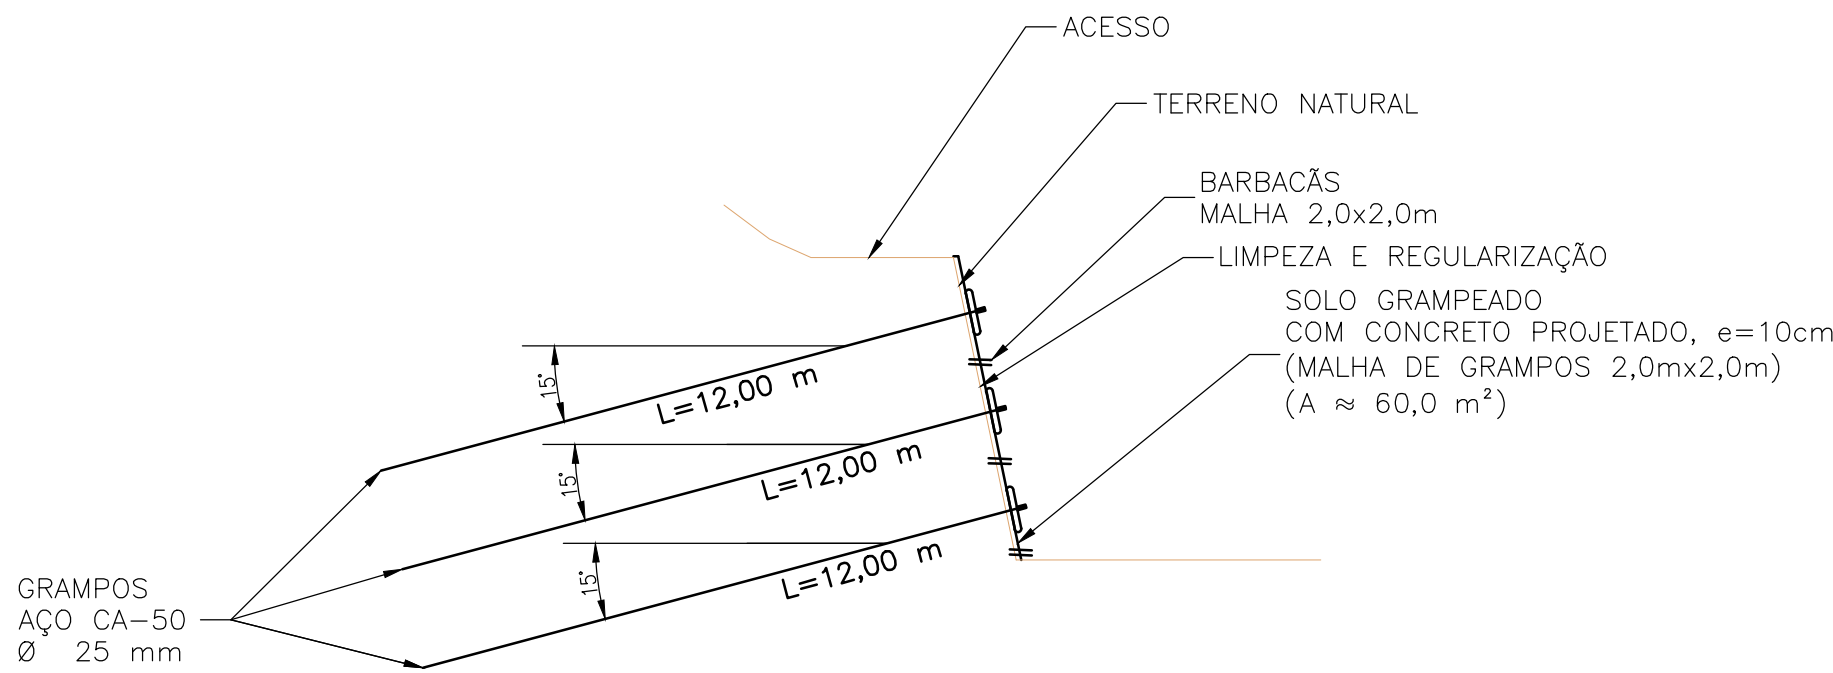 ACESSO
TERRENO NATURAL
BARBACÃS
MALHA 2,0x2,0m
LIMPEZA E REGULARIZAÇÃO
SOLO GRAMPEADO
COM CONCRETO PROJETADO, e=10cm
(MALHA DE GRAMPOS 2,0mx2,0m)
(A ≈ 60,0 m²)
15°
L=12,00 m
15°
L=12,00 m
15°
L=12,00 m
GRAMPOS
AÇO CA-50
Ø 25 mm